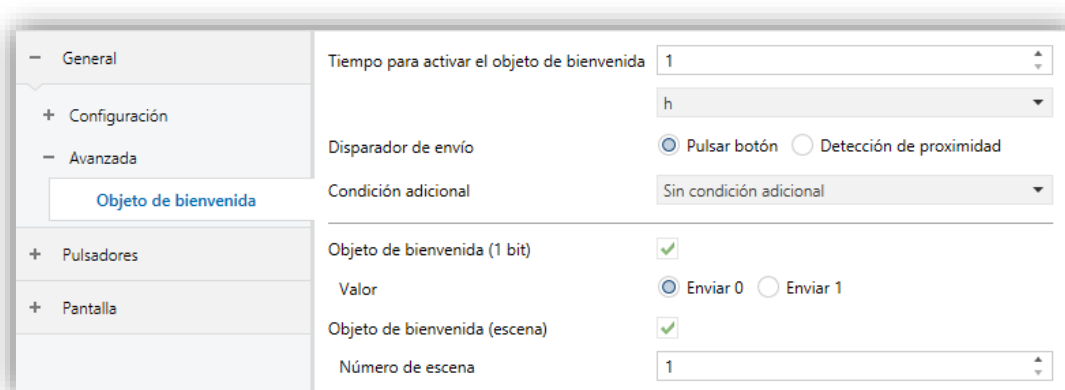 General
Configuración
Avanzada
Objeto de bienvenida
Pulsadores
Pantalla
Tiempo para activar el objeto de bienvenida 1
h
Disparador de envío Pulsar botón Detección de proximidad
Condición adicional Sin condición adicional
Objeto de bienvenida (1 bit)
Valor Enviar 0 Enviar 1
Objeto de bienvenida (escena)
Número de escena 1